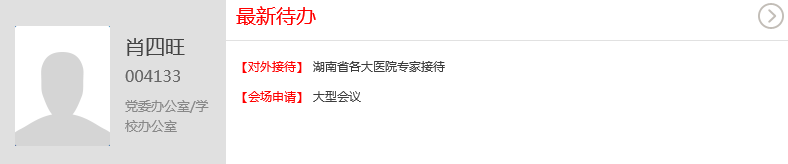 肖四旺
004133
党委办公室/学
校办公室
最新待办
【对外接待】 湖南省各大医院专家接待
【会场申请】 大型会议